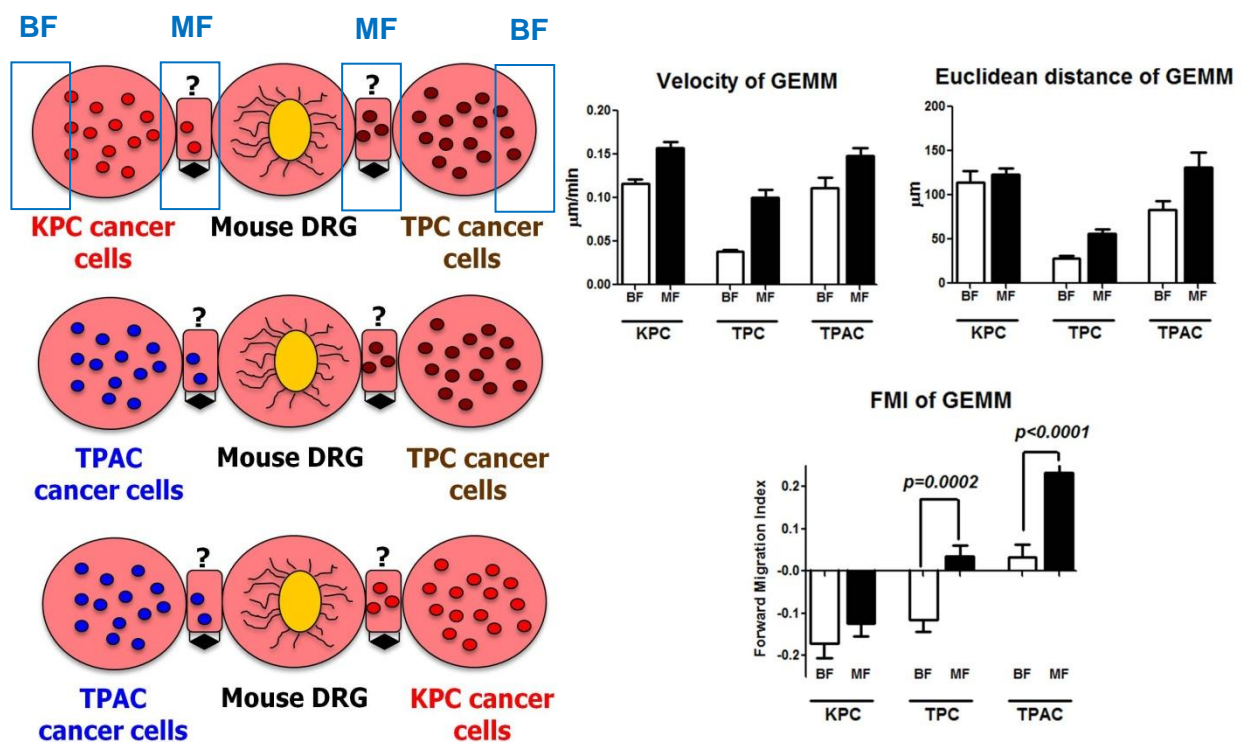 BF MF MF BF
? ?
KPC cancer
cells
Mouse DRG
TPC cancer
cells
? ?
TPAC
cancer cells
Mouse DRG
TPC cancer
cells
? ?
TPAC
cancer cells
Mouse DRG
KPC cancer
cells
Velocity of GEMM
μm/min
0.20
0.15
0.10
0.05
0.00
BF MF BF MF BF MF
KPC TPC TPAC
Euclidean distance of GEMM
μm
200
150
100
50
0
BF MF BF MF BF MF
KPC TPC TPAC
FMI of GEMM
Forward Migration Index
p<0.0001
p=0.0002
0.2
0.1
-0.0
-0.1
-0.2
BF MF BF MF BF MF
KPC TPC TPAC